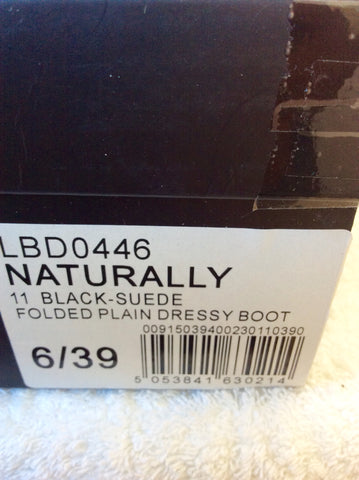 LBD0446
NATURALLY
11 BLACK-SUEDE
FOLDED PLAIN DRESSY BOOT
00915039400230110390
6/39
5 053841 630214